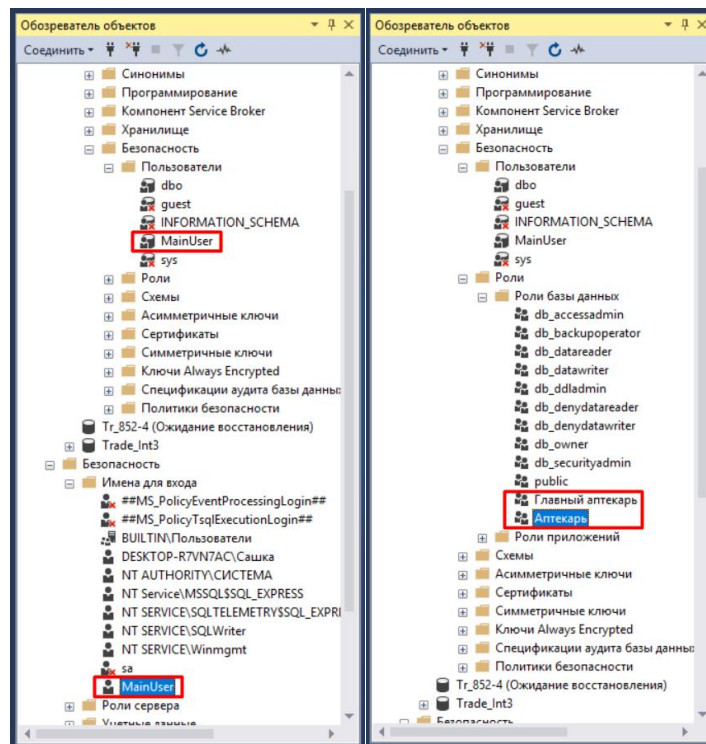 Обозреватель объектов
Соединить
Синонимы
Программирование
Компонент Service Broker
Хранилище
Безопасность
Пользователи
dbo
guest
INFORMATION_SCHEMA
MainUser
sys
Роли
Схемы
Асимметричные ключи
Сертификаты
Симметричные ключи
Ключи Always Encrypted
Спецификации аудита базы данны
Политики безопасности
Tr_852-4 (Ожидание восстановления)
Trade_Int3
Безопасность
Имена для входа
##MS_PolicyEventProcessingLogin##
##MS_PolicyTsqlExecutionLogin##
BUILTIN\Пользователи
DESKTOP-R7VN7AC\Сашка
NT AUTHORITY\СИСТЕМА
NT Service\MSSQL$SQL_EXPRESS
NT SERVICE\SQLTELEMETRY$SQL_EXPRI
NT SERVICE\SQLWriter
NT SERVICE\Winmgmt
sa
MainUser
Роли сервера
Учетные данные
Обозреватель объектов
Соединить
Синонимы
Программирование
Компонент Service Broker
Хранилище
Безопасность
Пользователи
dbo
guest
INFORMATION_SCHEMA
MainUser
sys
Роли
Роли базы данных
db_accessadmin
db_backupoperator
db_datareader
db_datawriter
db_ddladmin
db_denydatareader
db_denydatawriter
db_owner
db_securityadmin
public
Главный аптекарь
Аптекарь
Роли приложений
Схемы
Асимметричные ключи
Сертификаты
Симметричные ключи
Ключи Always Encrypted
Спецификации аудита базы данны
Политики безопасности
Tr_852-4 (Ожидание восстановления)
Trade_Int3
Безопасность